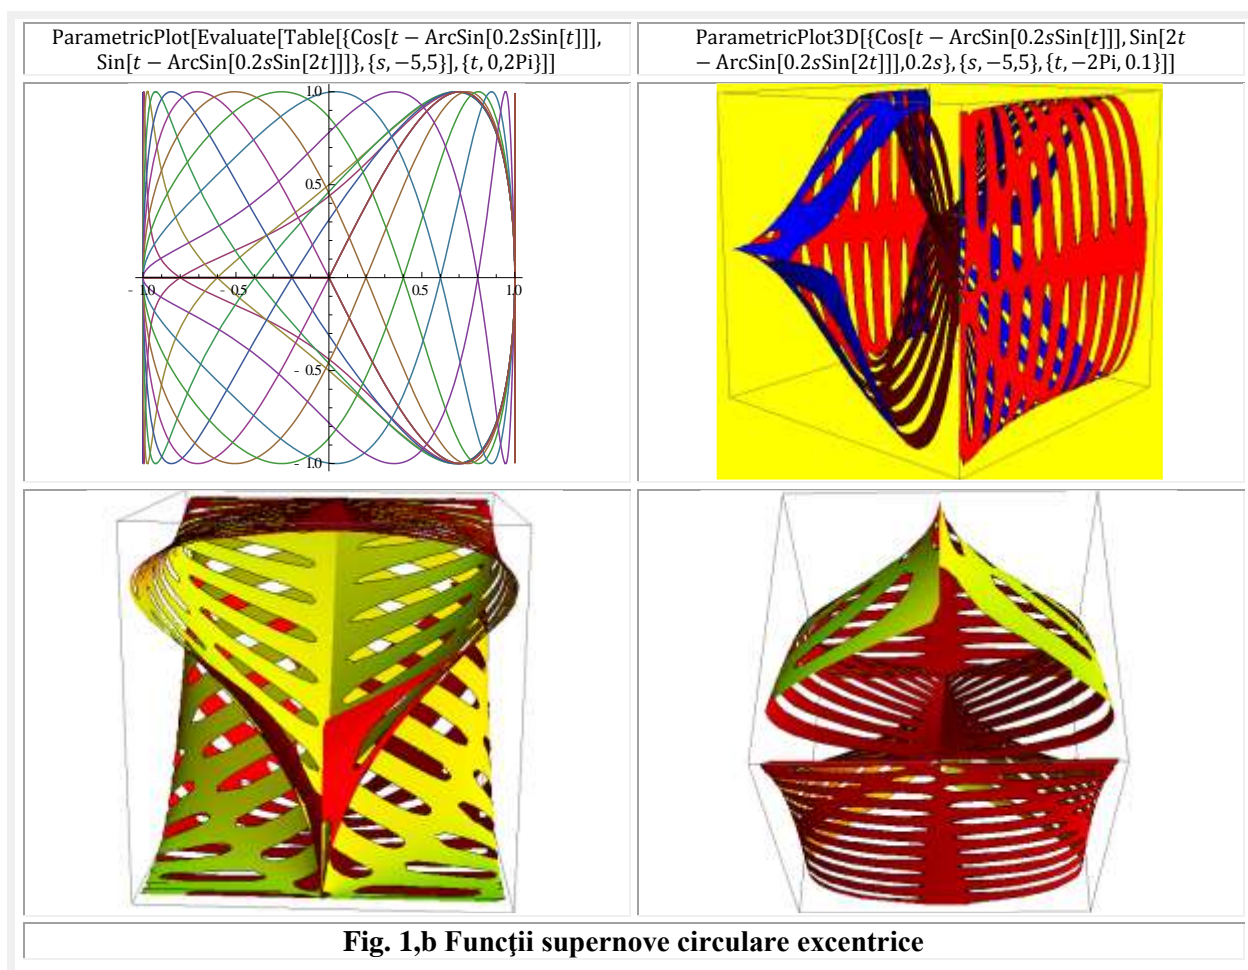 ParametricPlot[Evaluate[Table[{Cos[t − ArcSin[0.2sSin[t]]],
Sin[t − ArcSin[0.2sSin[2t]]]},{s, −5,5}],{t, 0,2Pi}]]
ParametricPlot3D[{Cos[t − ArcSin[0.2sSin[t]]], Sin[2t
− ArcSin[0.2sSin[2t]]],0.2s},{s, −5,5},{t, −2Pi, 0.1}]]
1.0
0.5
- 1.0
- 0.5
0.5
1.0
- 0.5
- 1.0
Fig. 1,b Funcţii supernove circulare excentrice